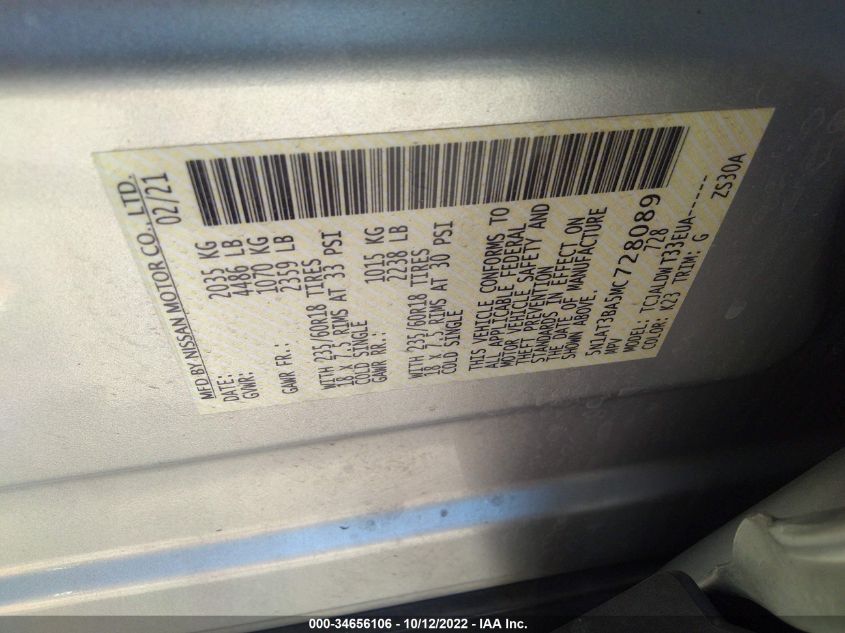 MFD BY NISSAN MOTOR CO., LTD.
DATE: 02/21
GVWR: 2035 KG
4486 LB
GAWR FR.: 1070 KG
2359 LB
WITH 235/60R18 TIRES
18 X 7.5 RIMS AT 33 PSI
COLD SINGLE
GAWR RR.: 1015 KG
2238 LB
WITH 235/60R18 TIRES
18 X 7.5 RIMS AT 30 PSI
COLD SINGLE
THIS VEHICLE CONFORMS TO
ALL APPLICABLE FEDERAL
MOTOR VEHICLE SAFETY AND
THEFT PREVENTION
STANDARDS IN EFFECT ON
THE DATE OF MANUFACTURE
SHOWN ABOVE.
5N1AT3BA5MC728089
MPV 728
MODEL: TCJALDWT33EUA------
COLOR: K23 TRIM: G
ZS30A
000-34656106 - 10/12/2022 - IAA Inc.